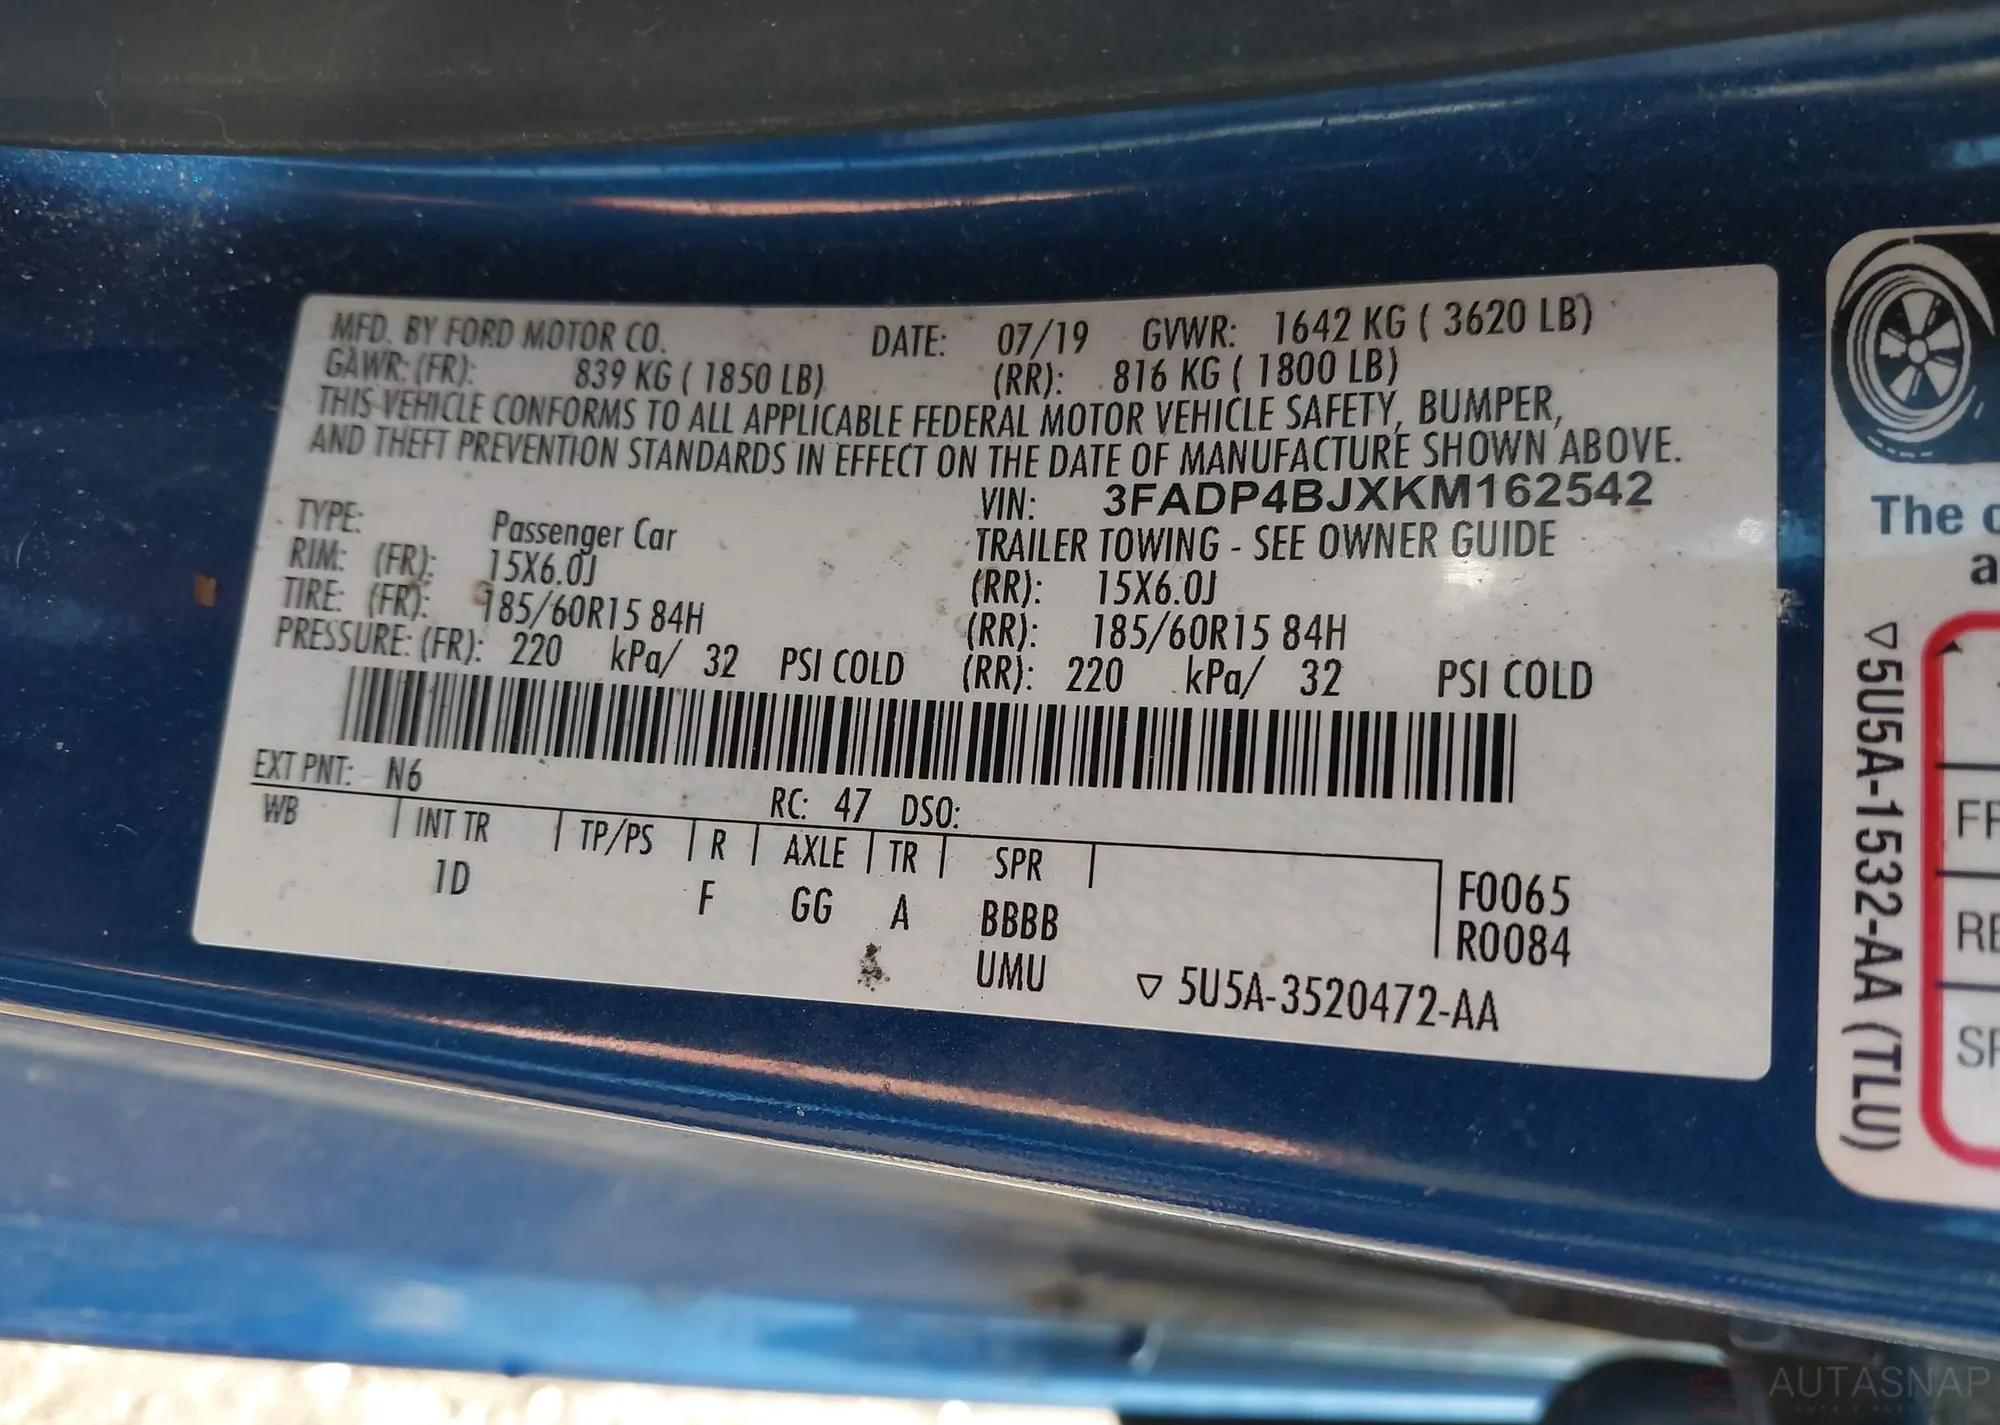 MFD. BY FORD MOTOR CO. DATE: 07/19 GVWR: 1642 KG ( 3620 LB)
GAWR: (FR): 839 KG ( 1850 LB) (RR): 816 KG ( 1800 LB)
THIS VEHICLE CONFORMS TO ALL APPLICABLE FEDERAL MOTOR VEHICLE SAFETY, BUMPER,
AND THEFT PREVENTION STANDARDS IN EFFECT ON THE DATE OF MANUFACTURE SHOWN ABOVE.
VIN: 3FADP4BJXKM162542
TYPE: Passenger Car TRAILER TOWING - SEE OWNER GUIDE
RIM: (FR): 15X6.0J (RR): 15X6.0J
TIRE: (FR): 185/60R15 84H (RR): 185/60R15 84H
PRESSURE: (FR): 220 kPa/ 32 PSI COLD (RR): 220 kPa/ 32 PSI COLD
EXT PNT: N6 RC: 47 DSO:
WB | INT TR | TP/PS | R | AXLE | TR | SPR |
1D F GG A BBBB F0065
UMU R0084
▽ 5U5A-3520472-AA
The
a
▽5U5A-1532-AA (TLU)
AUTASNAP